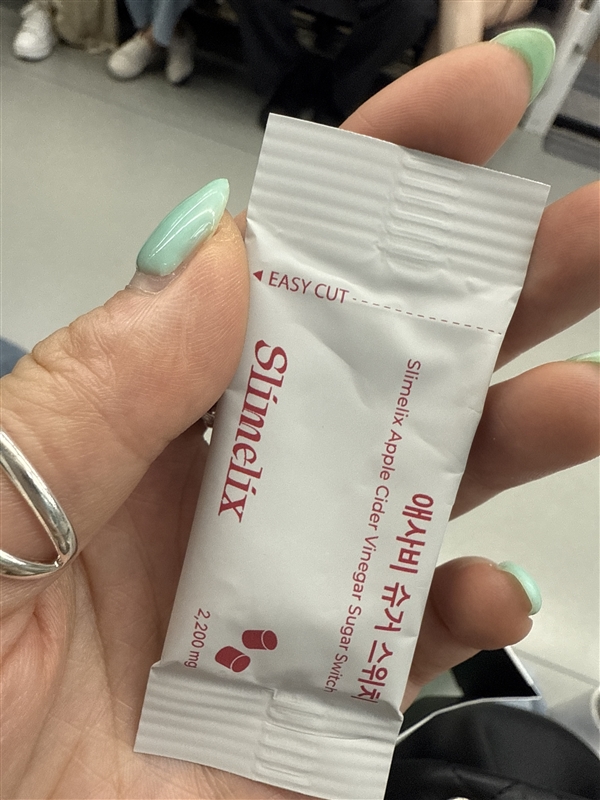 EASY CUT
Slimelix Apple Cider Vinegar Sugar Switch
애사비 슈거 스위치
Slimelix
2,200 mg